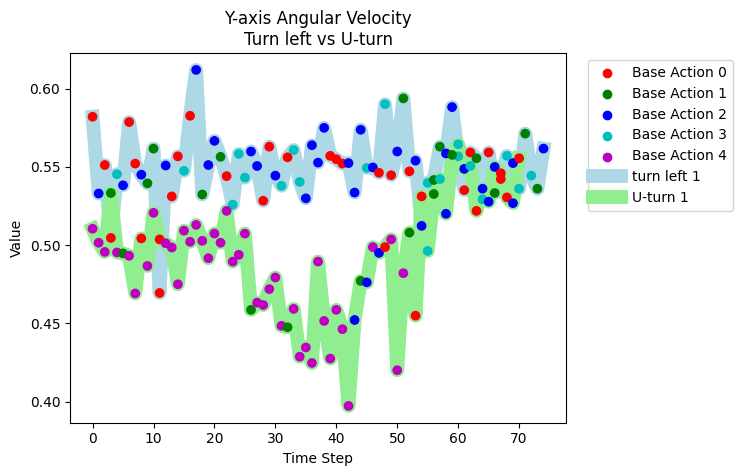 Y-axis Angular Velocity
Turn left vs U-turn
Value
0.60
0.55
0.50
0.45
0.40
0
10
20
30
40
50
60
70
Time Step
Base Action 0
Base Action 1
Base Action 2
Base Action 3
Base Action 4
turn left 1
U-turn 1